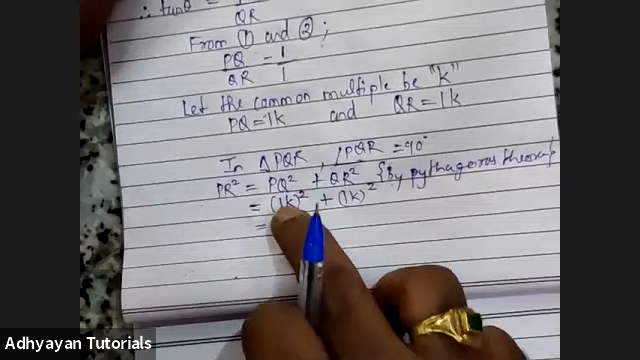 ∴ tanθ =
QR
From ① and ② ;
PQ/QR = 1/1
Let the common multiple be "k"
PQ = 1k and QR = 1k
In △PQR , ∠PQR = 90°
PR² = PQ² + QR² {By pythagoras theorem}
= (1k)² + (1k)²
=
Adhyayan Tutorials